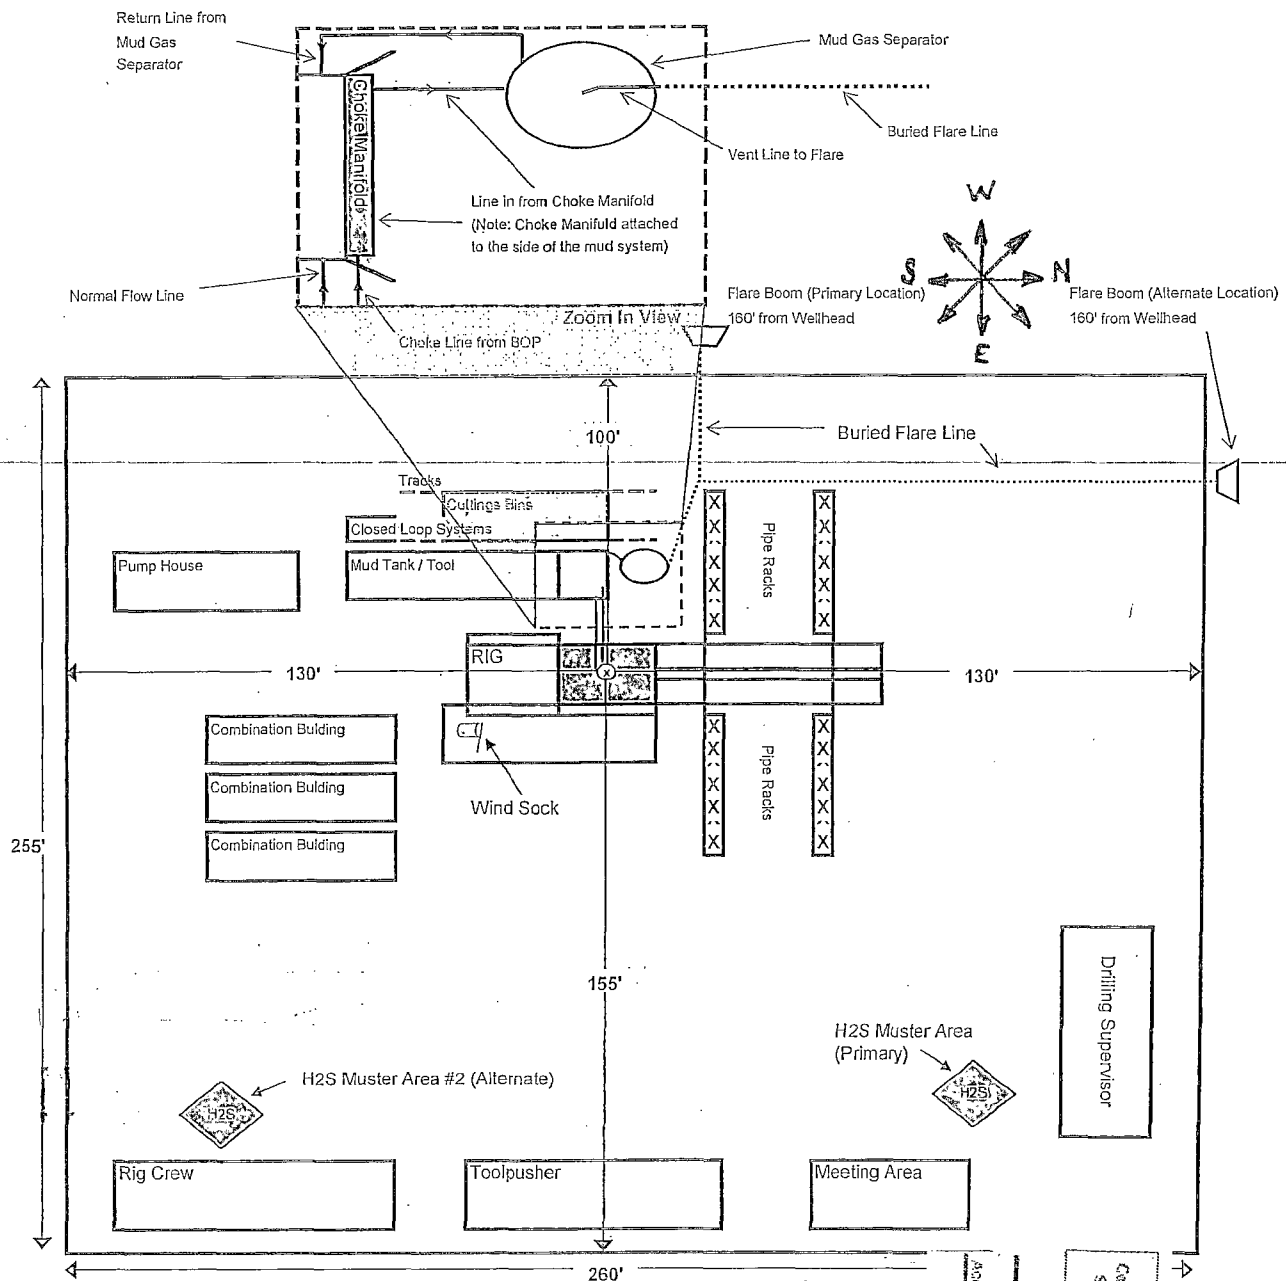 Return Line from
Mud Gas
Separator
Mud Gas Separator
Choke Manifold
Buried Flare Line
Vent Line to Flare
Line in from Choke Manifold
(Note: Choke Manifold attached
to the side of the mud system)
W
S
N
E
Normal Flow Line
Flare Boom (Primary Location)
160' from Wellhead
Flare Boom (Alternate Location)
160' from Wellhead
Zoom In View
Choke Line from BOP
100'
Buried Flare Line
Tracks
Cuttings Bins
Closed Loop Systems
Pump House
Mud Tank / Tool
X
X
X
X
X
Pipe Racks
X
X
X
X
X
RIG
x
130'
130'
Combination Bulding
Combination Bulding
Combination Bulding
Wind Sock
X
X
X
X
X
Pipe Racks
X
X
X
X
X
255'
155'
Drilling Supervisor
H2S Muster Area
(Primary)
H2S
H2S Muster Area #2 (Alternate)
H2S
Rig Crew
Toolpusher
Meeting Area
260'